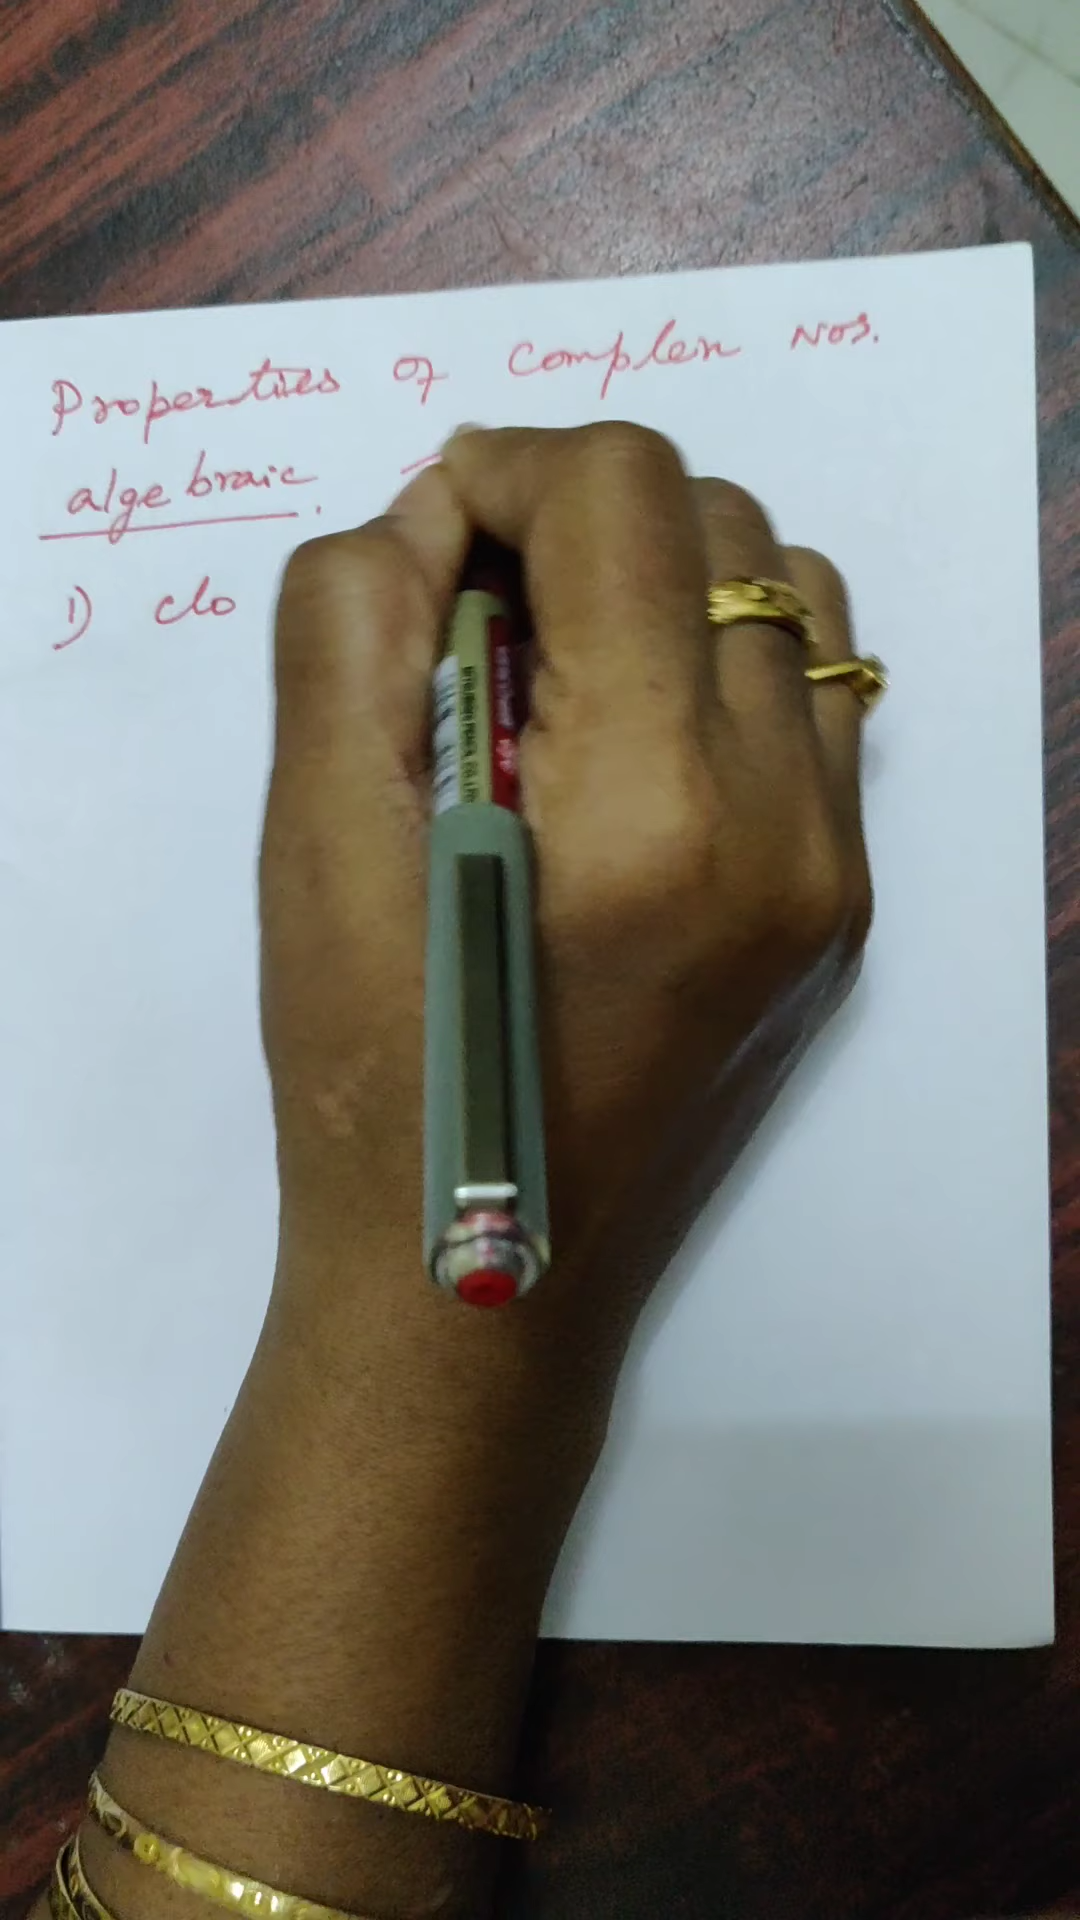 Properties of Complex Nos.
algebraic.
1) clo